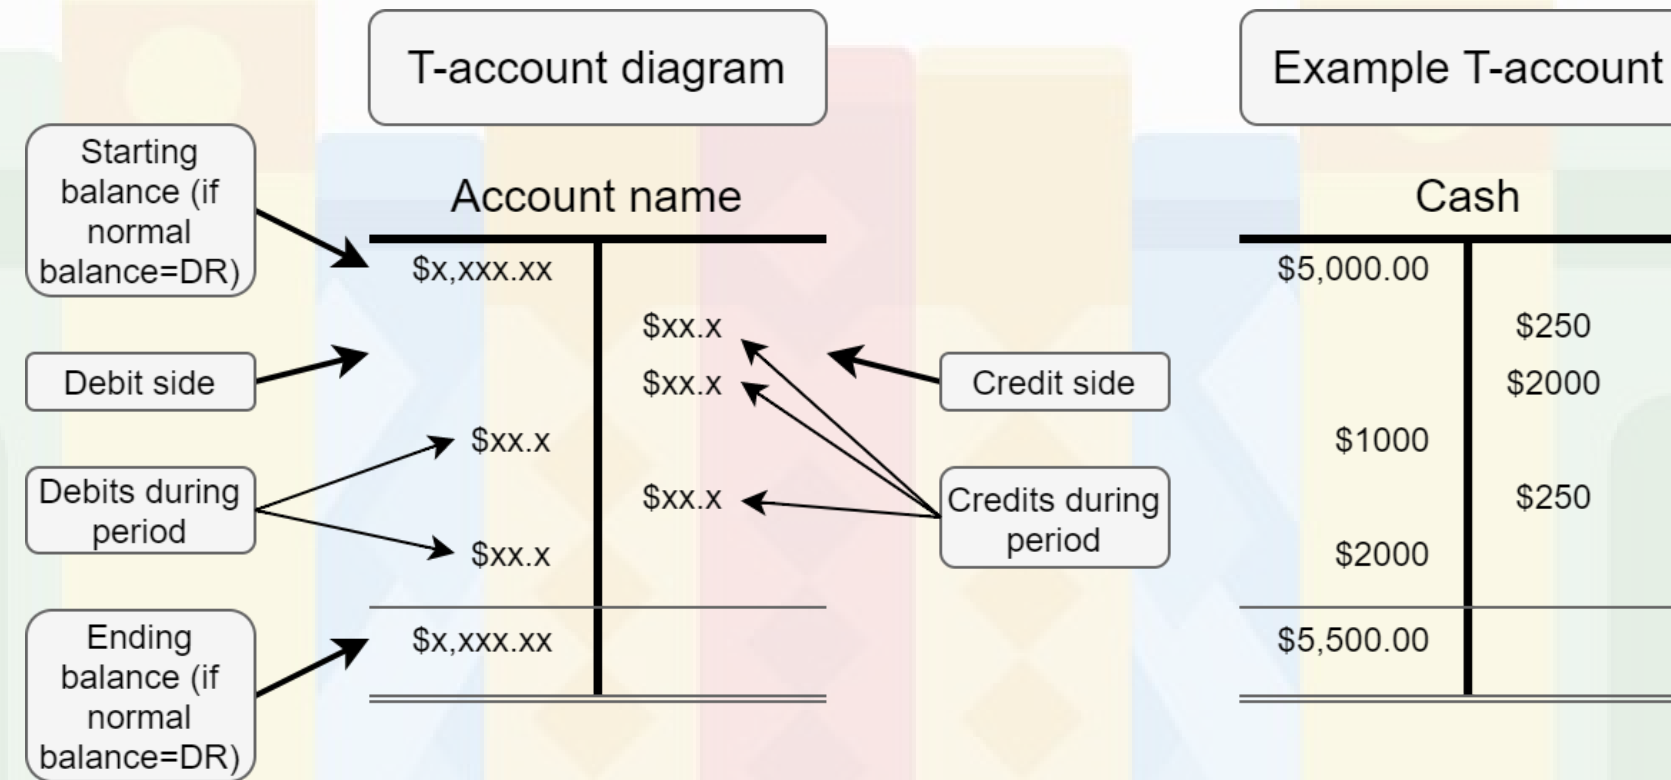 T-account diagram
Example T-account
Starting
balance (if
normal
balance=DR)
Account name
Cash
$x,xxx.xx
$5,000.00
$xx.x
$250
Debit side
$xx.x
Credit side
$2000
$xx.x
$1000
Debits during
period
$xx.x
Credits during
period
$250
$xx.x
$2000
Ending
balance (if
normal
balance=DR)
$x,xxx.xx
$5,500.00